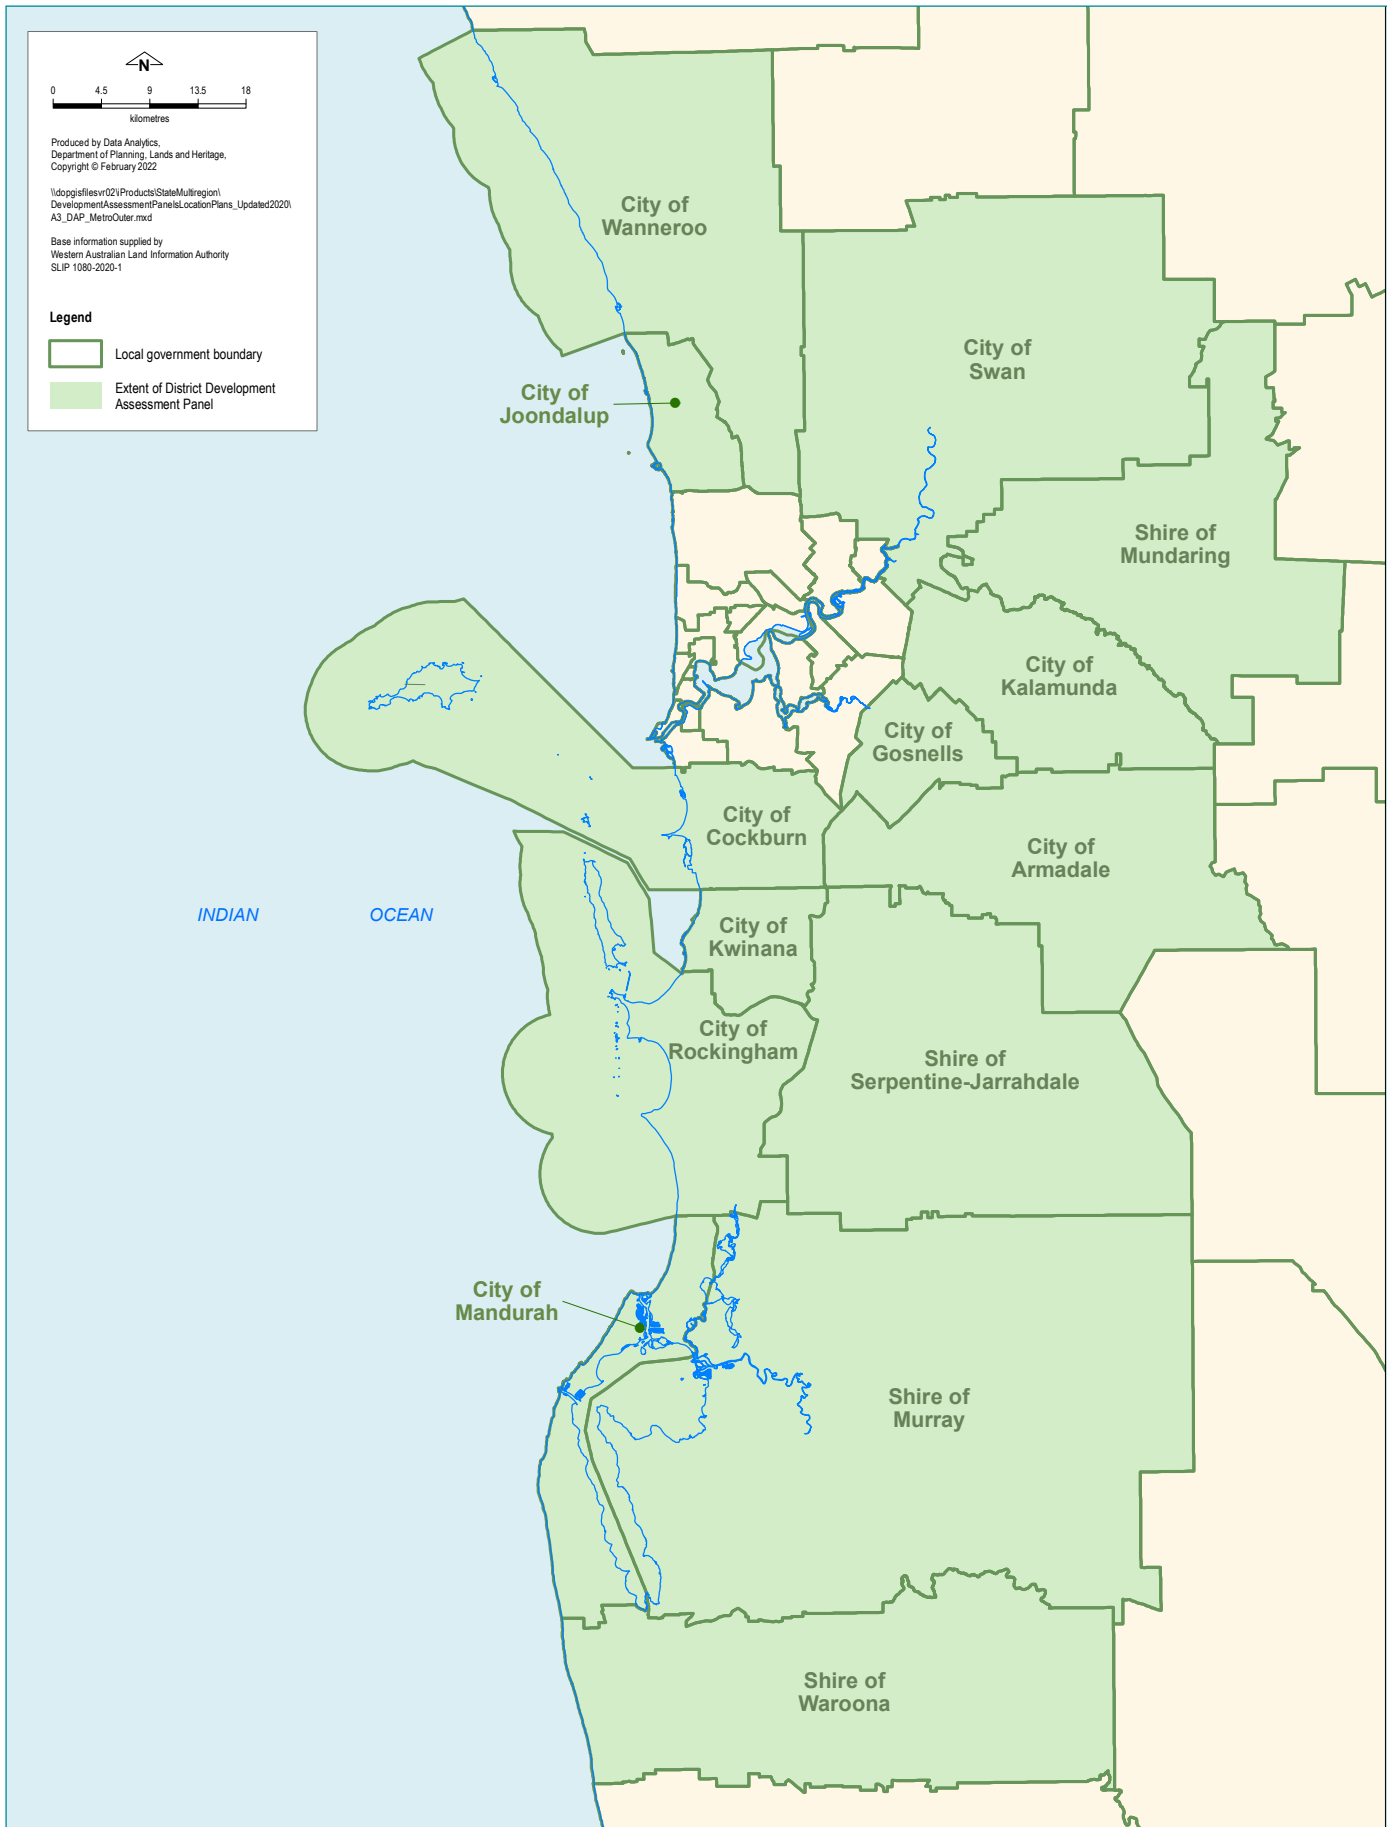 N
0 4.5 9 13.5 18
kilometres
Produced by Data Analytics,
Department of Planning, Lands and Heritage,
Copyright © February 2022
\\dopgisfilesvr02\iProducts\StateMultiregion\
DevelopmentAssessmentPanelsLocationPlans_Updated2020\
A3_DAP_MetroOuter.mxd
Base information supplied by
Western Australian Land Information Authority
SLIP 1080-2020-1
Legend
Local government boundary
Extent of District Development
Assessment Panel
City of
Wanneroo
City of
Swan
City of
Joondalup
Shire of
Mundaring
City of
Kalamunda
City of
Gosnells
City of
Cockburn
City of
Armadale
INDIAN OCEAN
City of
Kwinana
City of
Rockingham
Shire of
Serpentine-Jarrahdale
City of
Mandurah
Shire of
Murray
Shire of
Waroona